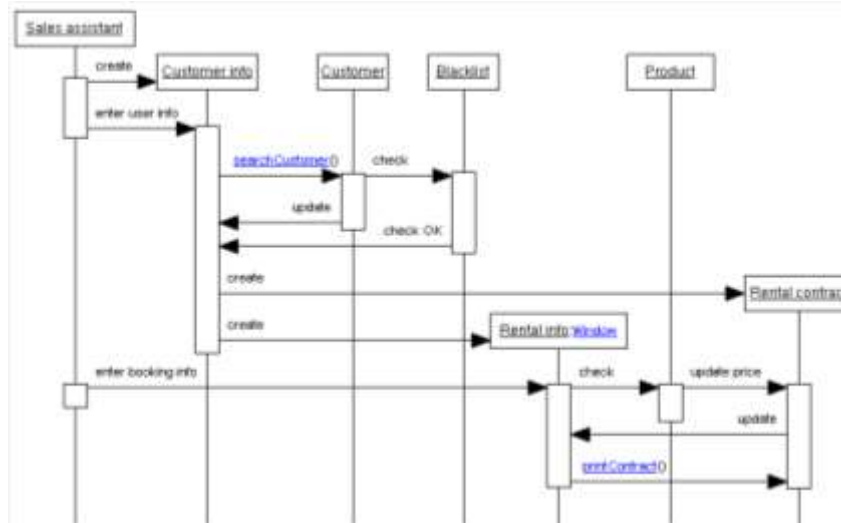 Sales assistant
create
Customer info
Customer
Blacklist
Product
enter user info
searchCustomer()
check
update
check OK
create
Rental contrac
create
Rental info:Window
enter booking info
check
update price
update
printContract()